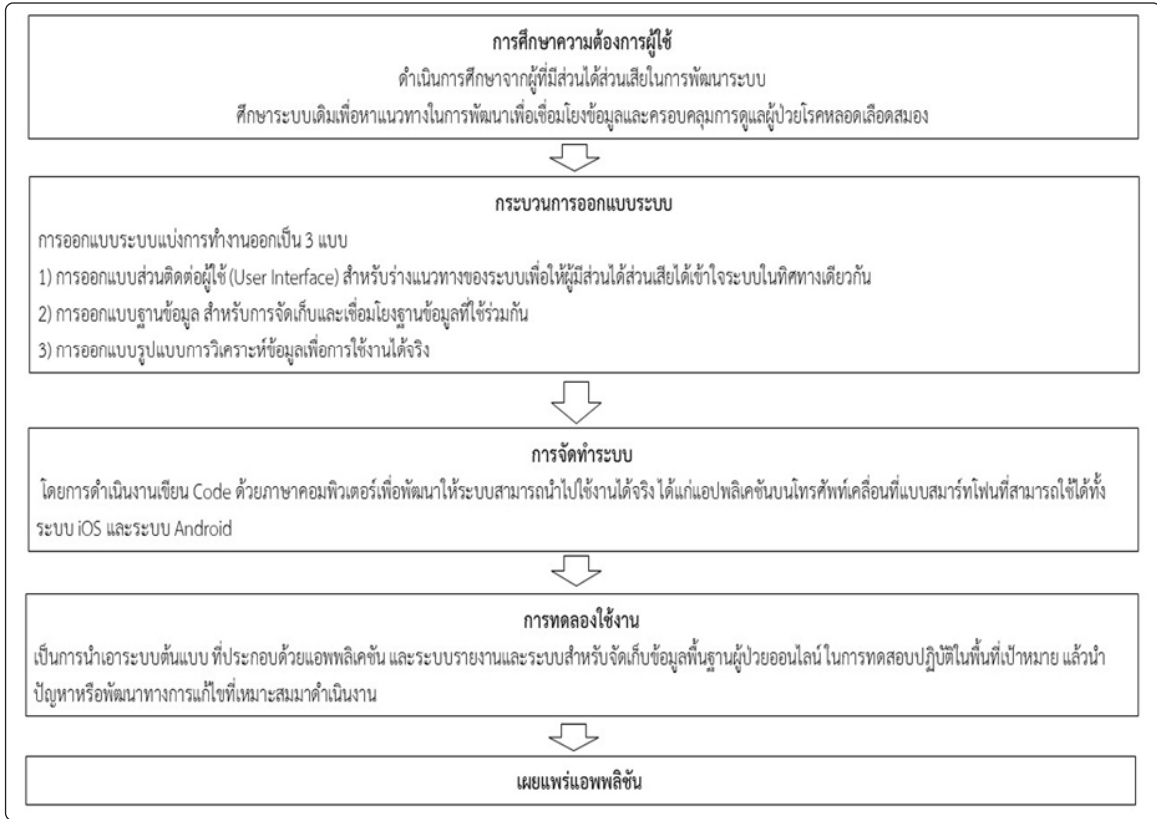 การศึกษาความต้องการผู้ใช้
ดำเนินการศึกษาจากผู้ที่มีส่วนได้ส่วนเสียในการพัฒนาระบบ
ศึกษาระบบเดิมเพื่อหาแนวทางในการพัฒนาเพื่อเชื่อมโยงข้อมูลและครอบคลุมการดูแลผู้ป่วยโรคหลอดเลือดสมอง
กระบวนการออกแบบระบบ
การออกแบบระบบแบ่งการทำงานออกเป็น 3 แบบ
1) การออกแบบส่วนติดต่อผู้ใช้ (User Interface) สำหรับร่างแนวทางของระบบเพื่อให้ผู้มีส่วนได้ส่วนเสียได้เข้าใจระบบในทิศทางเดียวกัน
2) การออกแบบฐานข้อมูล สำหรับการจัดเก็บและเชื่อมโยงฐานข้อมูลที่ใช้ร่วมกัน
3) การออกแบบรูปแบบการวิเคราะห์ข้อมูลเพื่อการใช้งานได้จริง
การจัดทำระบบ
โดยการดำเนินงานเขียน Code ด้วยภาษาคอมพิวเตอร์เพื่อพัฒนาให้ระบบสามารถนำไปใช้งานได้จริง ได้แก่แอปพลิเคชันบนโทรศัพท์เคลื่อนที่แบบสมาร์ทโฟนที่สามารถใช้ได้ทั้ง
ระบบ iOS และระบบ Android
การทดลองใช้งาน
เป็นการนำเอาระบบต้นแบบ ที่ประกอบด้วยแอพพลิเคชัน และระบบรายงานและระบบสำหรับจัดเก็บข้อมูลพื้นฐานผู้ป่วยออนไลน์ ในการทดสอบปฏิบัติในพื้นที่เป้าหมาย แล้วนำ
ปัญหาหรือพัฒนาทางการแก้ไขที่เหมาะสมมาดำเนินงาน
เผยแพร่แอพพลิชัน